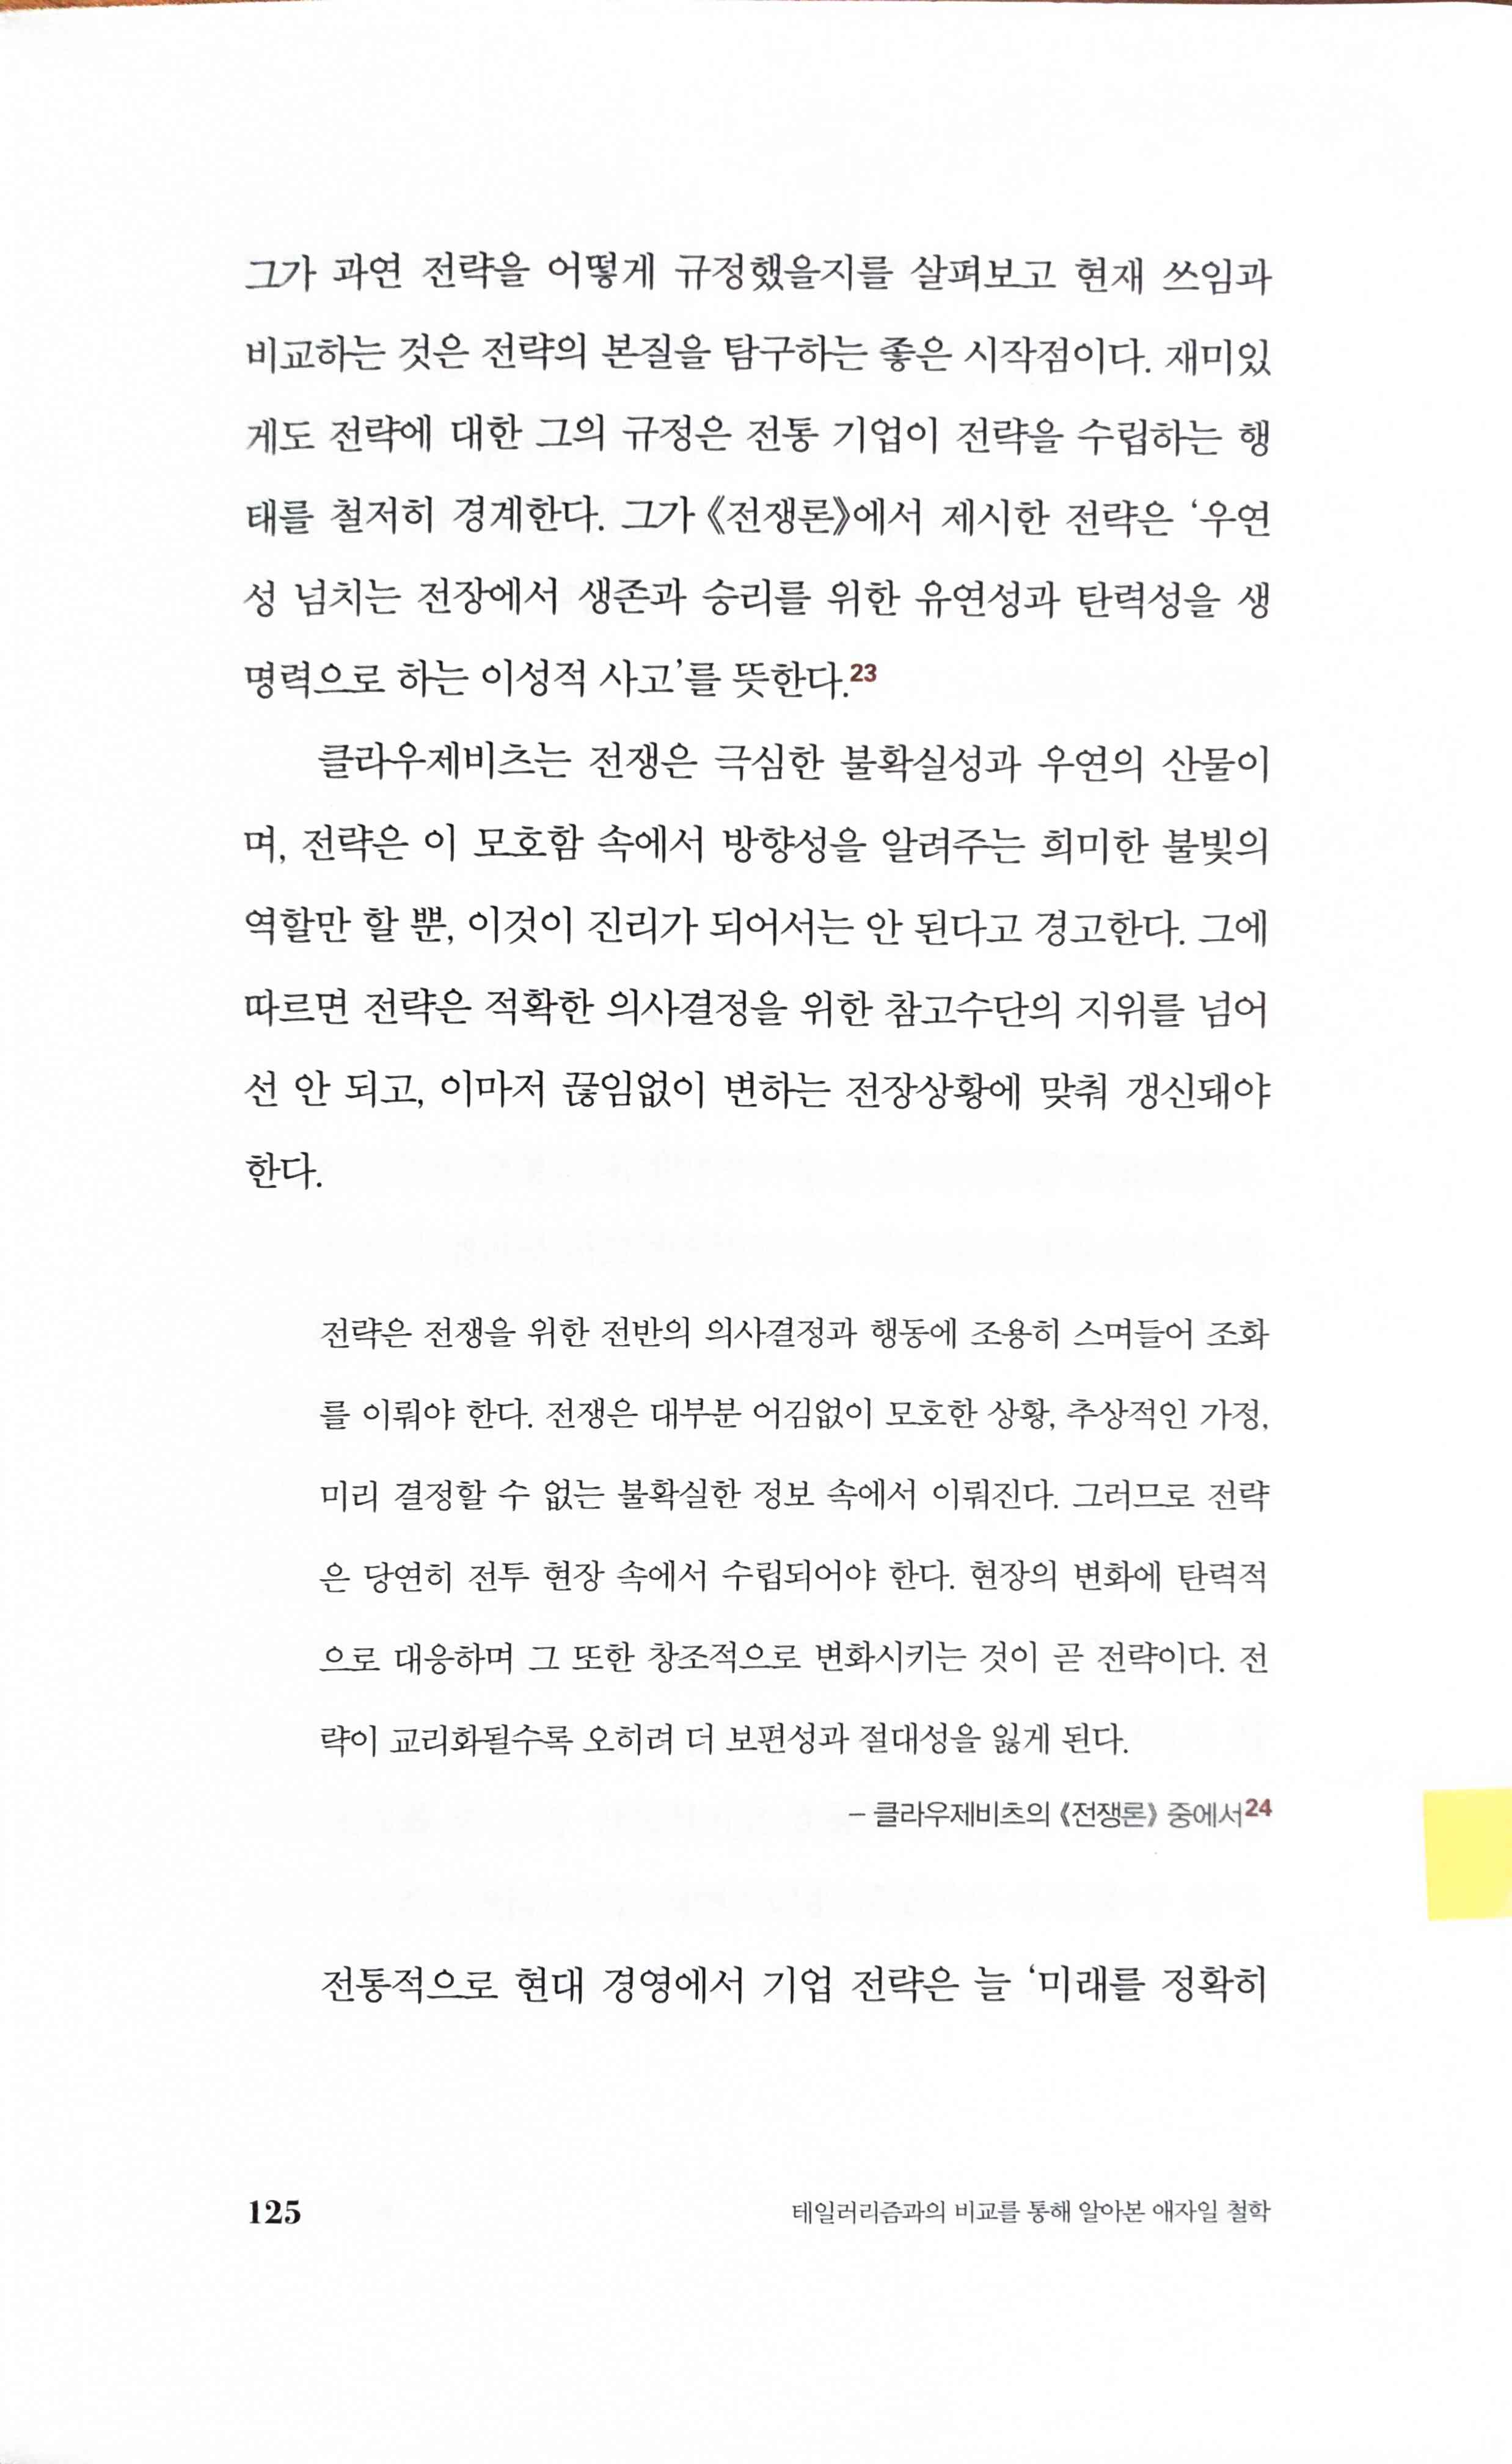 그가 과연 전략을 어떻게 규정했을지를 살펴보고 현재 쓰임과
비교하는 것은 전략의 본질을 탐구하는 좋은 시작점이다. 재미있
게도 전략에 대한 그의 규정은 전통 기업이 전략을 수립하는 행
태를 철저히 경계한다. 그가 《전쟁론》에서 제시한 전략은 ‘우연
성 넘치는 전장에서 생존과 승리를 위한 유연성과 탄력성을 생
명력으로 하는 이성적 사고’를 뜻한다.23
클라우제비츠는 전쟁은 극심한 불확실성과 우연의 산물이
며, 전략은 이 모호함 속에서 방향성을 알려주는 희미한 불빛의
역할만 할 뿐, 이것이 진리가 되어서는 안 된다고 경고한다. 그에
따르면 전략은 적확한 의사결정을 위한 참고수단의 지위를 넘어
선 안 되고, 이마저 끊임없이 변하는 전장상황에 맞춰 갱신돼야
한다.
전략은 전쟁을 위한 전반의 의사결정과 행동에 조용히 스며들어 조화
를 이뤄야 한다. 전쟁은 대부분 어김없이 모호한 상황, 추상적인 가정,
미리 결정할 수 없는 불확실한 정보 속에서 이뤄진다. 그러므로 전략
은 당연히 전투 현장 속에서 수립되어야 한다. 현장의 변화에 탄력적
으로 대응하며 그 또한 창조적으로 변화시키는 것이 곧 전략이다. 전
략이 교리화될수록 오히려 더 보편성과 절대성을 잃게 된다.
– 클라우제비츠의 《전쟁론》 중에서24
전통적으로 현대 경영에서 기업 전략은 늘 ‘미래를 정확히
125 테일러리즘과의 비교를 통해 알아본 애자일 철학